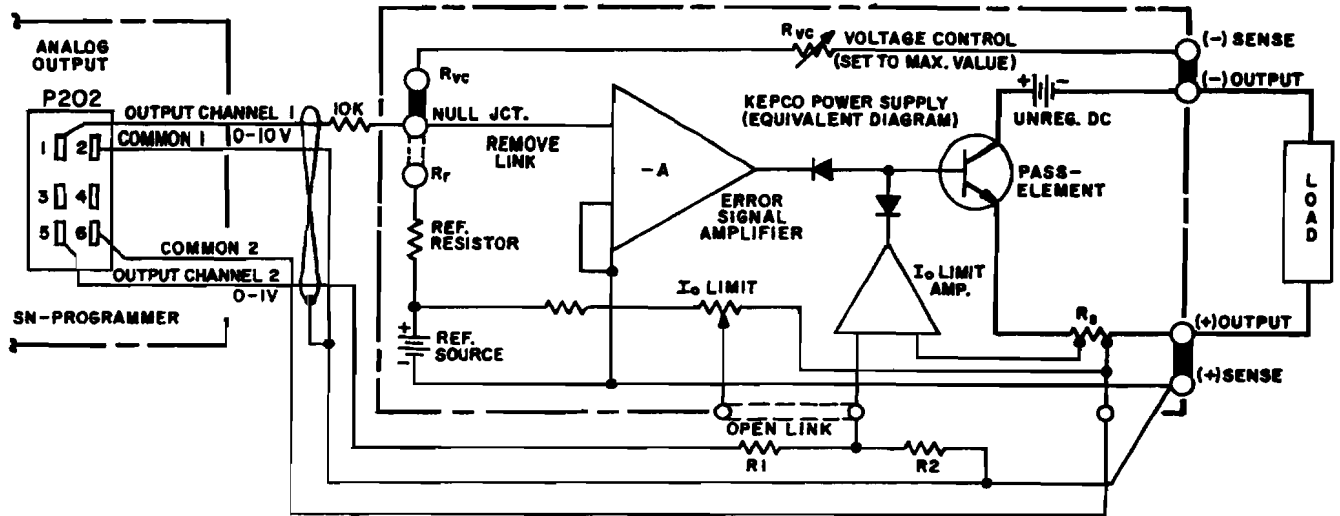 ANALOG
OUTPUT
P202
1
2
3
4
5
6
OUTPUT CHANNEL 1
COMMON 1
0-10V
10K
COMMON 2
OUTPUT CHANNEL 2
0-1V
SN-PROGRAMMER
Rvc
NULL JCT.
REMOVE
LINK
Rr
REF.
RESISTOR
+
REF.
SOURCE
-
Rvc
VOLTAGE CONTROL
(SET TO MAX. VALUE)
-A
ERROR
SIGNAL
AMPLIFIER
KEPCO POWER SUPPLY
(EQUIVALENT DIAGRAM)
+
-
UNREG. DC
PASS-
ELEMENT
Io LIMIT
Io LIMIT
AMP.
Rs
OPEN LINK
R1
R2
(-) SENSE
(-) OUTPUT
LOAD
(+) OUTPUT
(+) SENSE